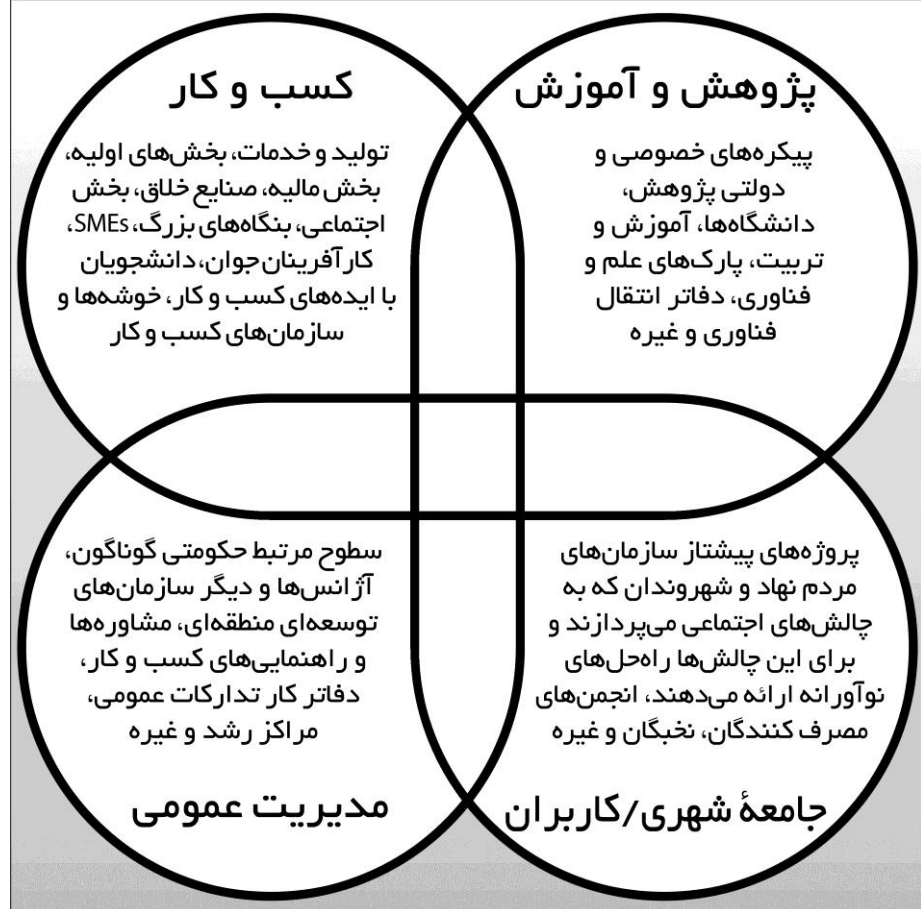 پژوهش و آموزش
پیکره‌های خصوصی و
دولتی پژوهش،
دانشگاه‌ها، آموزش و
تربیت، پارک‌های علم و
فناوری، دفاتر انتقال
فناوری و غیره
کسب و کار
تولید و خدمات، بخش‌های اولیه،
بخش مالیه، صنایع خلاق، بخش
اجتماعی، بنگاه‌های بزرگ، SMEs،
کارآفرینان جوان، دانشجویان
با ایده‌های کسب و کار، خوشه‌ها و
سازمان‌های کسب و کار
پروژه‌های پیشتاز سازمان‌های
مردم نهاد و شهروندان که به
چالش‌های اجتماعی می‌پردازند و
برای این چالش‌ها راه‌حل‌های
نوآورانه ارائه می‌دهند، انجمن‌های
مصرف کنندگان، نخبگان و غیره
جامعهٔ شهری/کاربران
سطوح مرتبط حکومتی گوناگون،
آژانس‌ها و دیگر سازمان‌های
توسعه‌ای منطقه‌ای، مشاوره‌ها
و راهنمایی‌های کسب و کار،
دفاتر کار تدارکات عمومی،
مراکز رشد و غیره
مدیریت عمومی